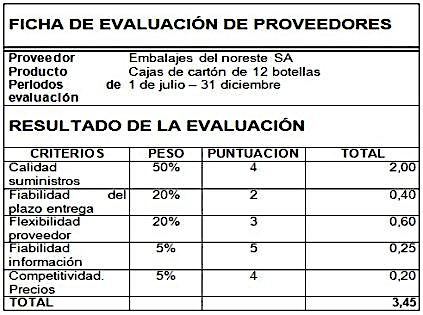 FICHA DE EVALUACIÓN DE PROVEEDORES
Proveedor Embalajes del noreste SA
Producto Cajas de cartón de 12 botellas
Periodos de 1 de julio – 31 diciembre
evaluación
RESULTADO DE LA EVALUACIÓN
CRITERIOS PESO PUNTUACION TOTAL
Calidad 50% 4 2,00
suministros
Fiabilidad del 20% 2 0,40
plazo entrega
Flexibilidad 20% 3 0,60
proveedor
Fiabilidad 5% 5 0,25
información
Competitividad. 5% 4 0,20
Precios
TOTAL 3,45